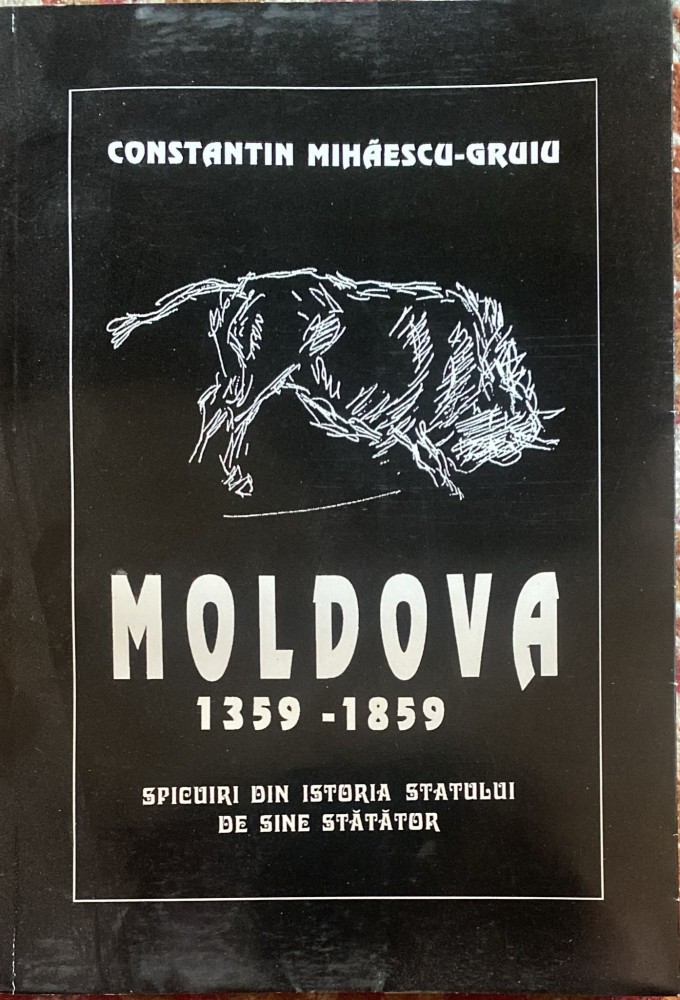 CONSTANTIN MIHĂESCU-GRUIU
MOLDOVA
1359 -1859
SPICUIRI DIN ISTORIA STATULUI
DE SINE STĂTĂTOR